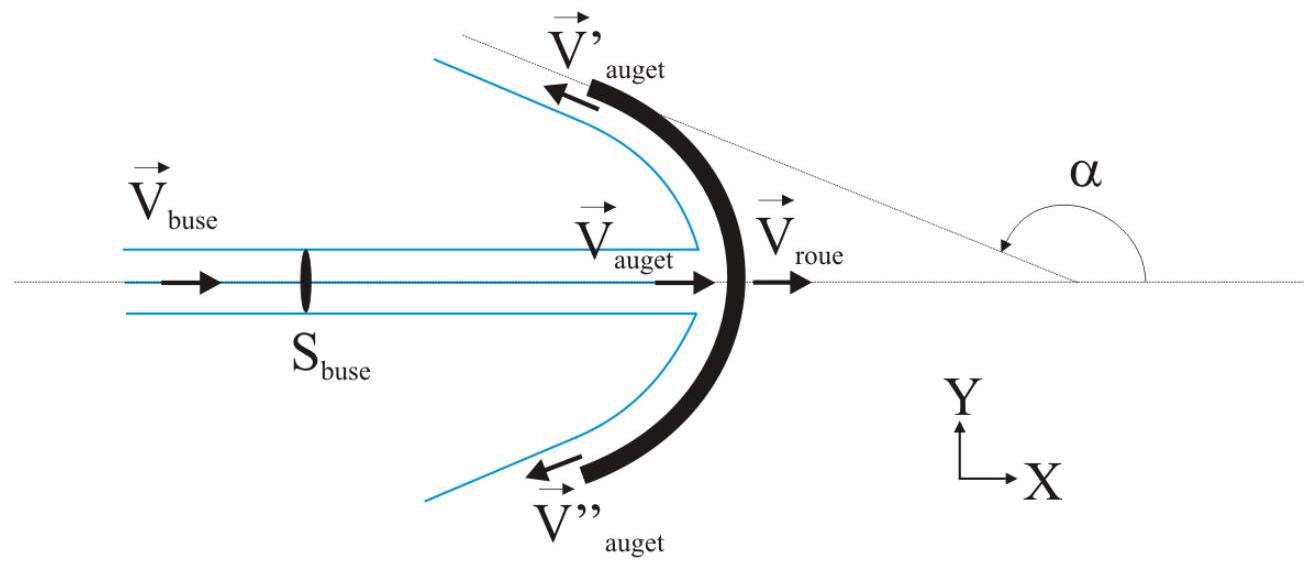 V’auget
α
Vbuse
Vauget
Vroue
Sbuse
Y
X
V’’auget